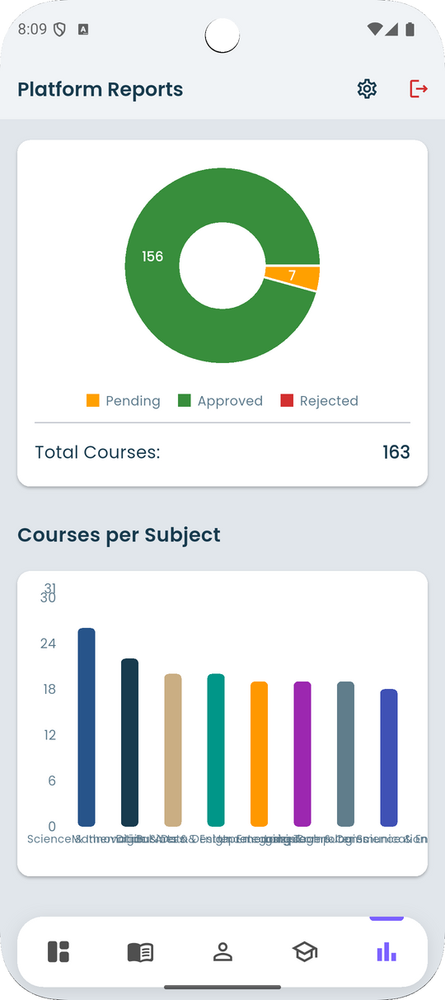 8:09
Platform Reports
156
7
Pending Approved Rejected
Total Courses: 163
Courses per Subject
31
30
24
18
12
6
0
Science &